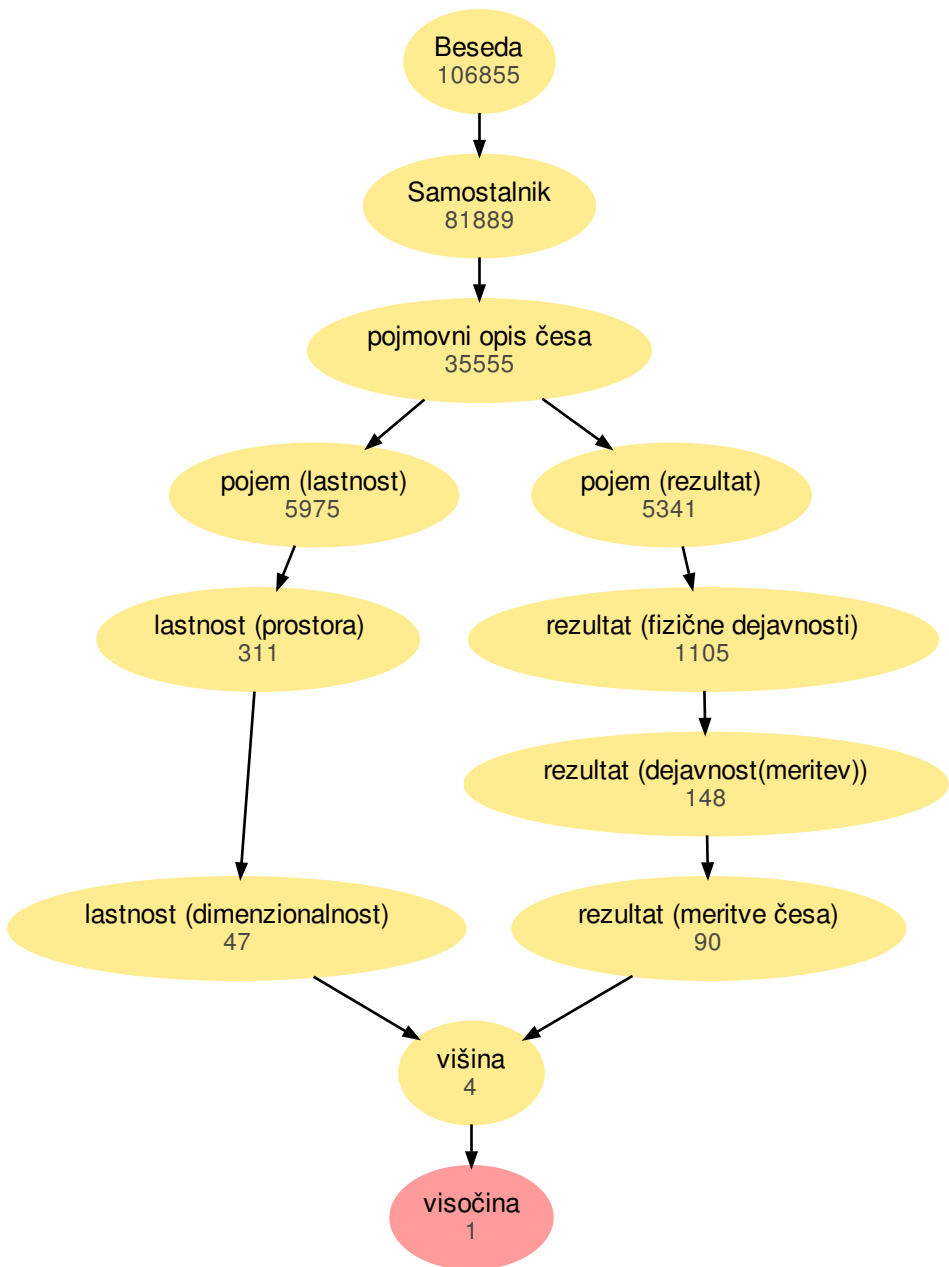 Beseda
106855
Samostalnik
81889
pojmovni opis česa
35555
pojem (lastnost)
5975
pojem (rezultat)
5341
lastnost (prostora)
311
rezultat (fizične dejavnosti)
1105
rezultat (dejavnost(meritev))
148
lastnost (dimenzionalnost)
47
rezultat (meritve česa)
90
višina
4
visočina
1